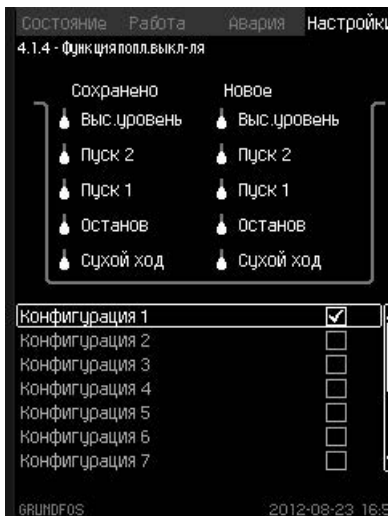 Состояние Работа Авария Настройки
4.1.4 - Функция попл.выкл-ля
Сохранено Новое
Выс.уровень Выс.уровень
Пуск 2 Пуск 2
Пуск 1 Пуск 1
Останов Останов
Сухой ход Сухой ход
Конфигурация 1
Конфигурация 2
Конфигурация 3
Конфигурация 4
Конфигурация 5
Конфигурация 6
Конфигурация 7
GRUNDFOS 2012-08-23